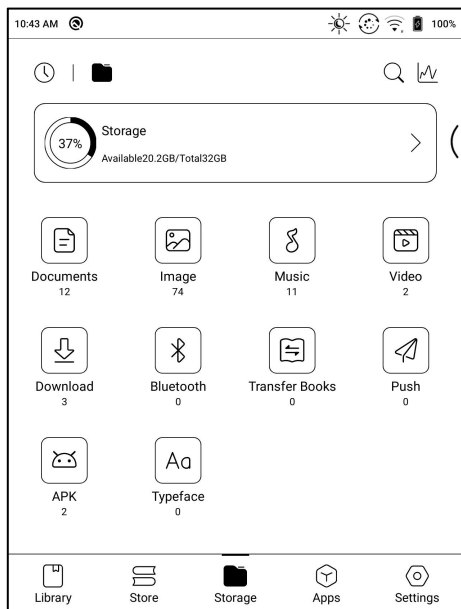 10:43 AM 100%
37%
Storage
Available20.2GB/Total32GB
Documents Image Music Video
12 74 11 2
Download Bluetooth Transfer Books Push
3 0 0 0
Aa
APK Typeface
2 0
Library Store Storage Apps Settings